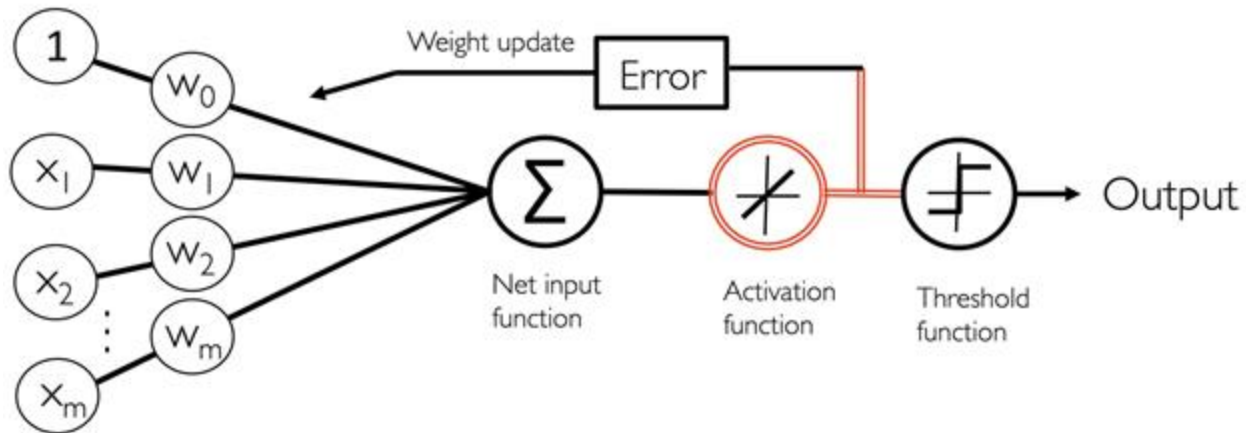 1
w₀
Weight update
Error
x₁
w₁
Σ
Output
x₂
w₂
Net input
function
Activation
function
Threshold
function
⋮
wₘ
xₘ